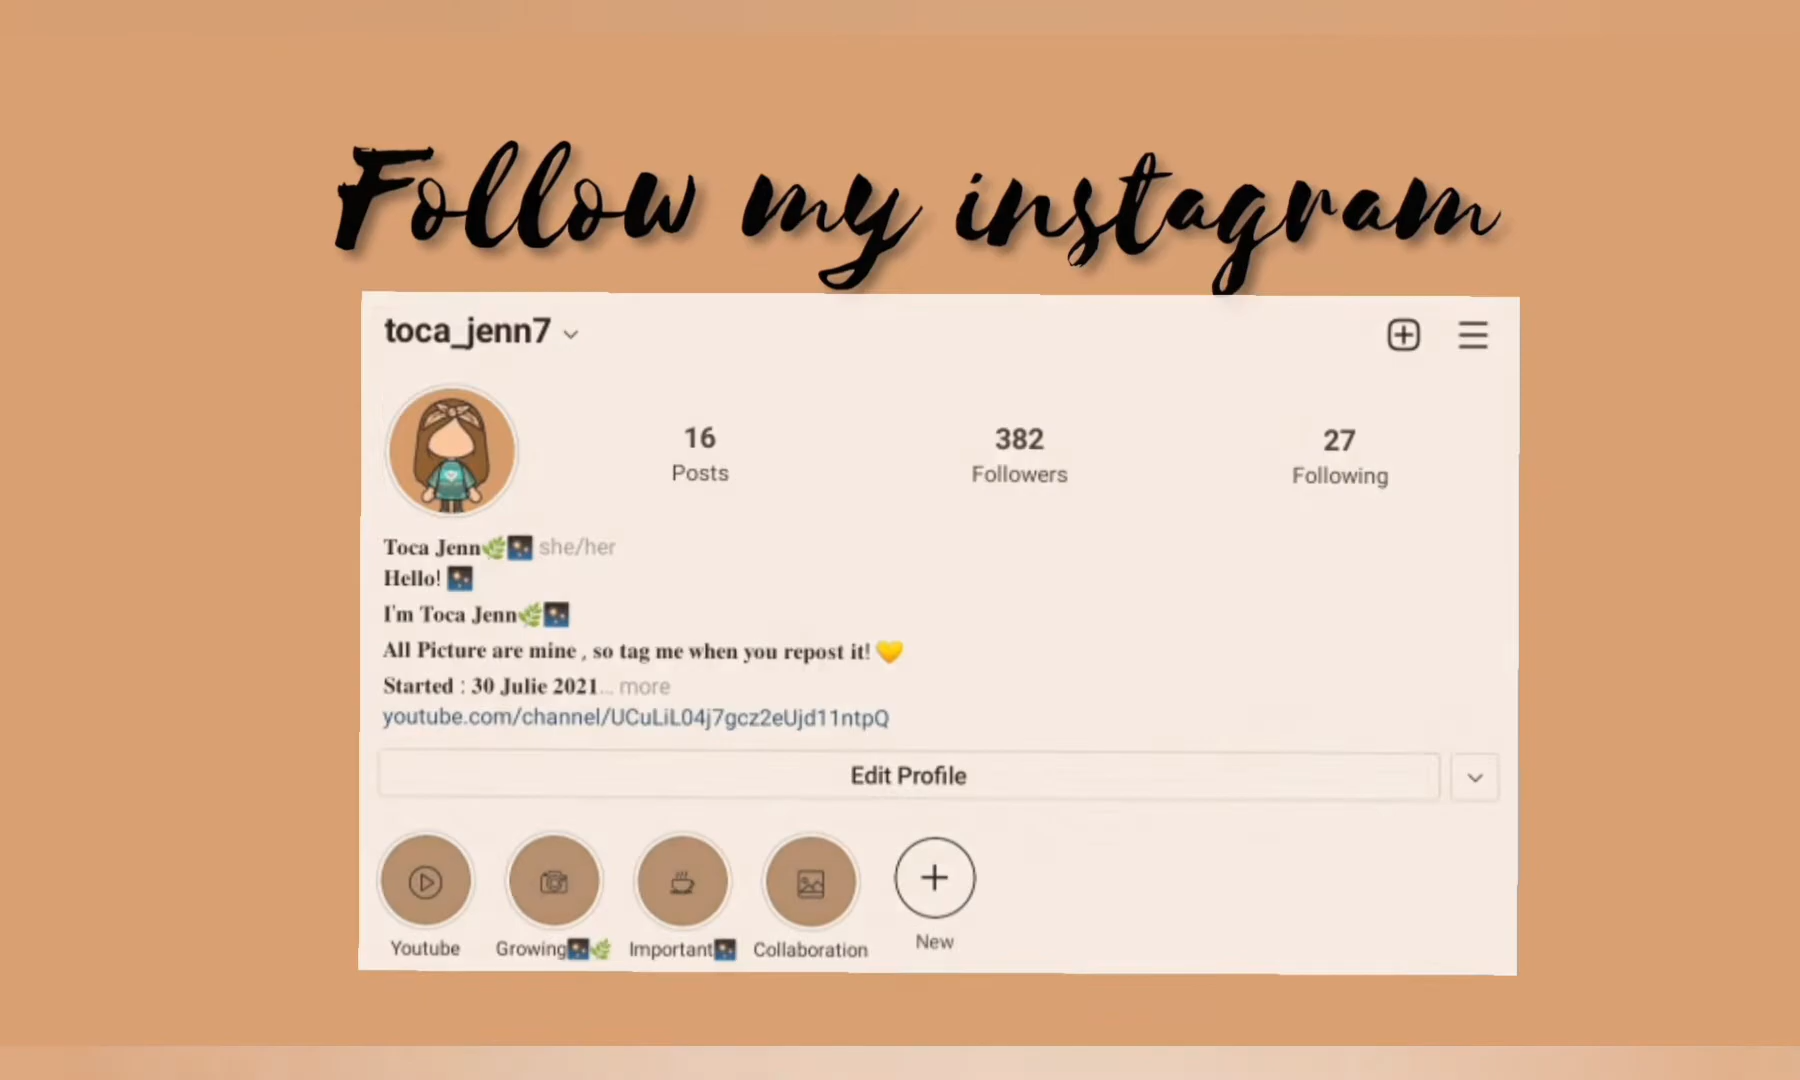 Follow my instagram
toca_jenn7
16
Posts
382
Followers
27
Following
Toca Jenn🌿🌃 she/her
Hello! 🌃
I'm Toca Jenn🌿🌃
All Picture are mine , so tag me when you repost it! 💛
Started : 30 Julie 2021... more
youtube.com/channel/UCuLiL04j7gcz2eUjd11ntpQ
Edit Profile
Youtube
Growing🌃🌿
Important🌃
Collaboration
New